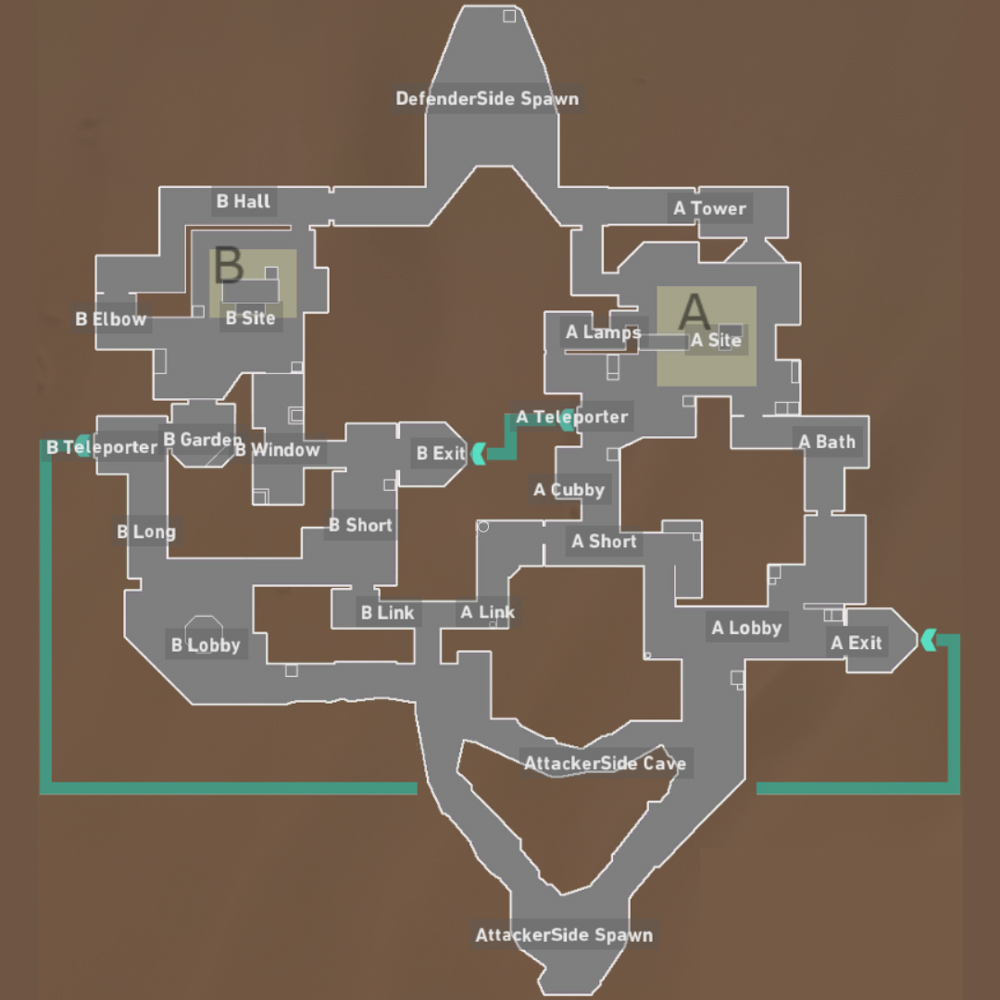 DefenderSide Spawn
B Hall
A Tower
B
B Elbow
B Site
A
A Lamps
A Site
A Teleporter
B Teleporter
B Garden
B Window
B Exit
A Bath
A Cubby
B Long
B Short
A Short
B Link
A Link
B Lobby
A Lobby
A Exit
AttackerSide Cave
AttackerSide Spawn